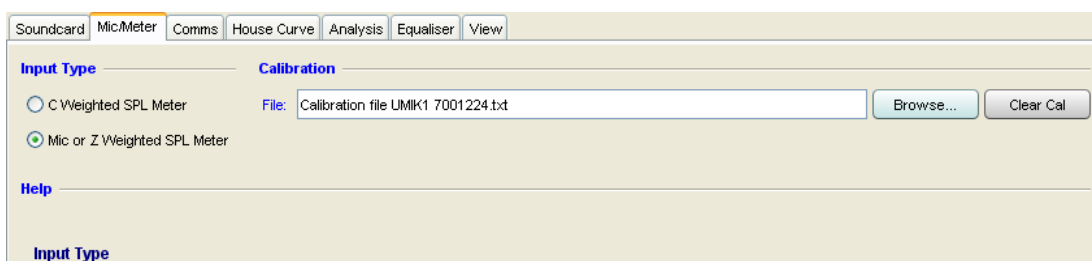 Soundcard Mic/Meter Comms House Curve Analysis Equaliser View
Input Type Calibration
C Weighted SPL Meter File: Calibration file UMIK1 7001224.txt Browse... Clear Cal
Mic or Z Weighted SPL Meter
Help
Input Type